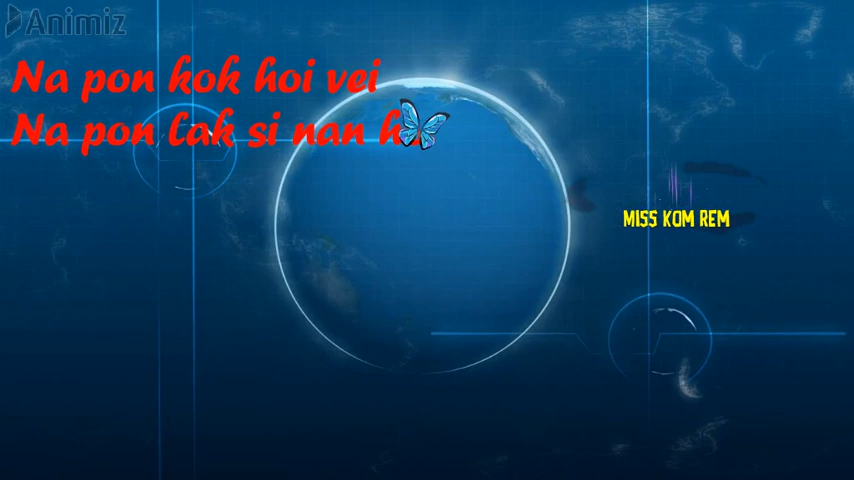 Animiz
Na pon kok hoi vei
Na pon Lak si nan
MISS KOM REM